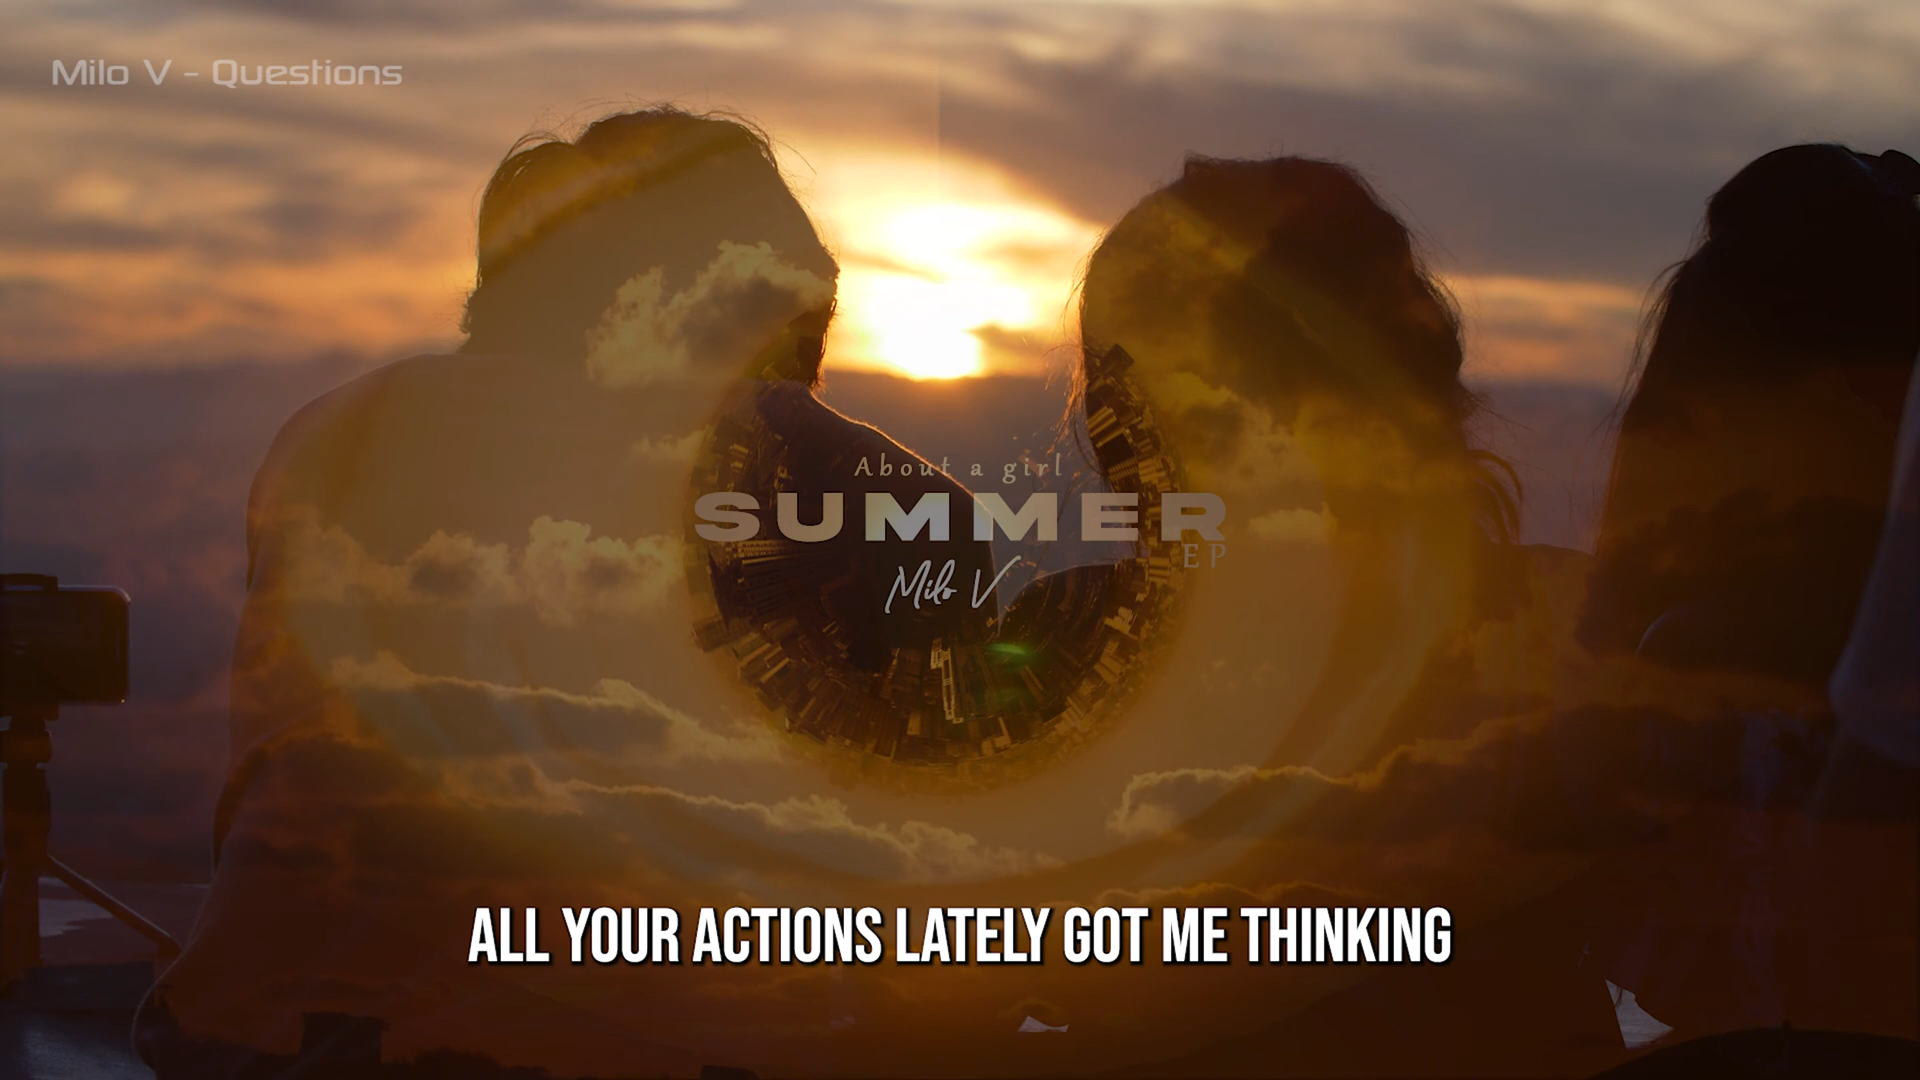 Milo V - Questions
About a girl
SUMMER
EP
Milo V
ALL YOUR ACTIONS LATELY GOT ME THINKING